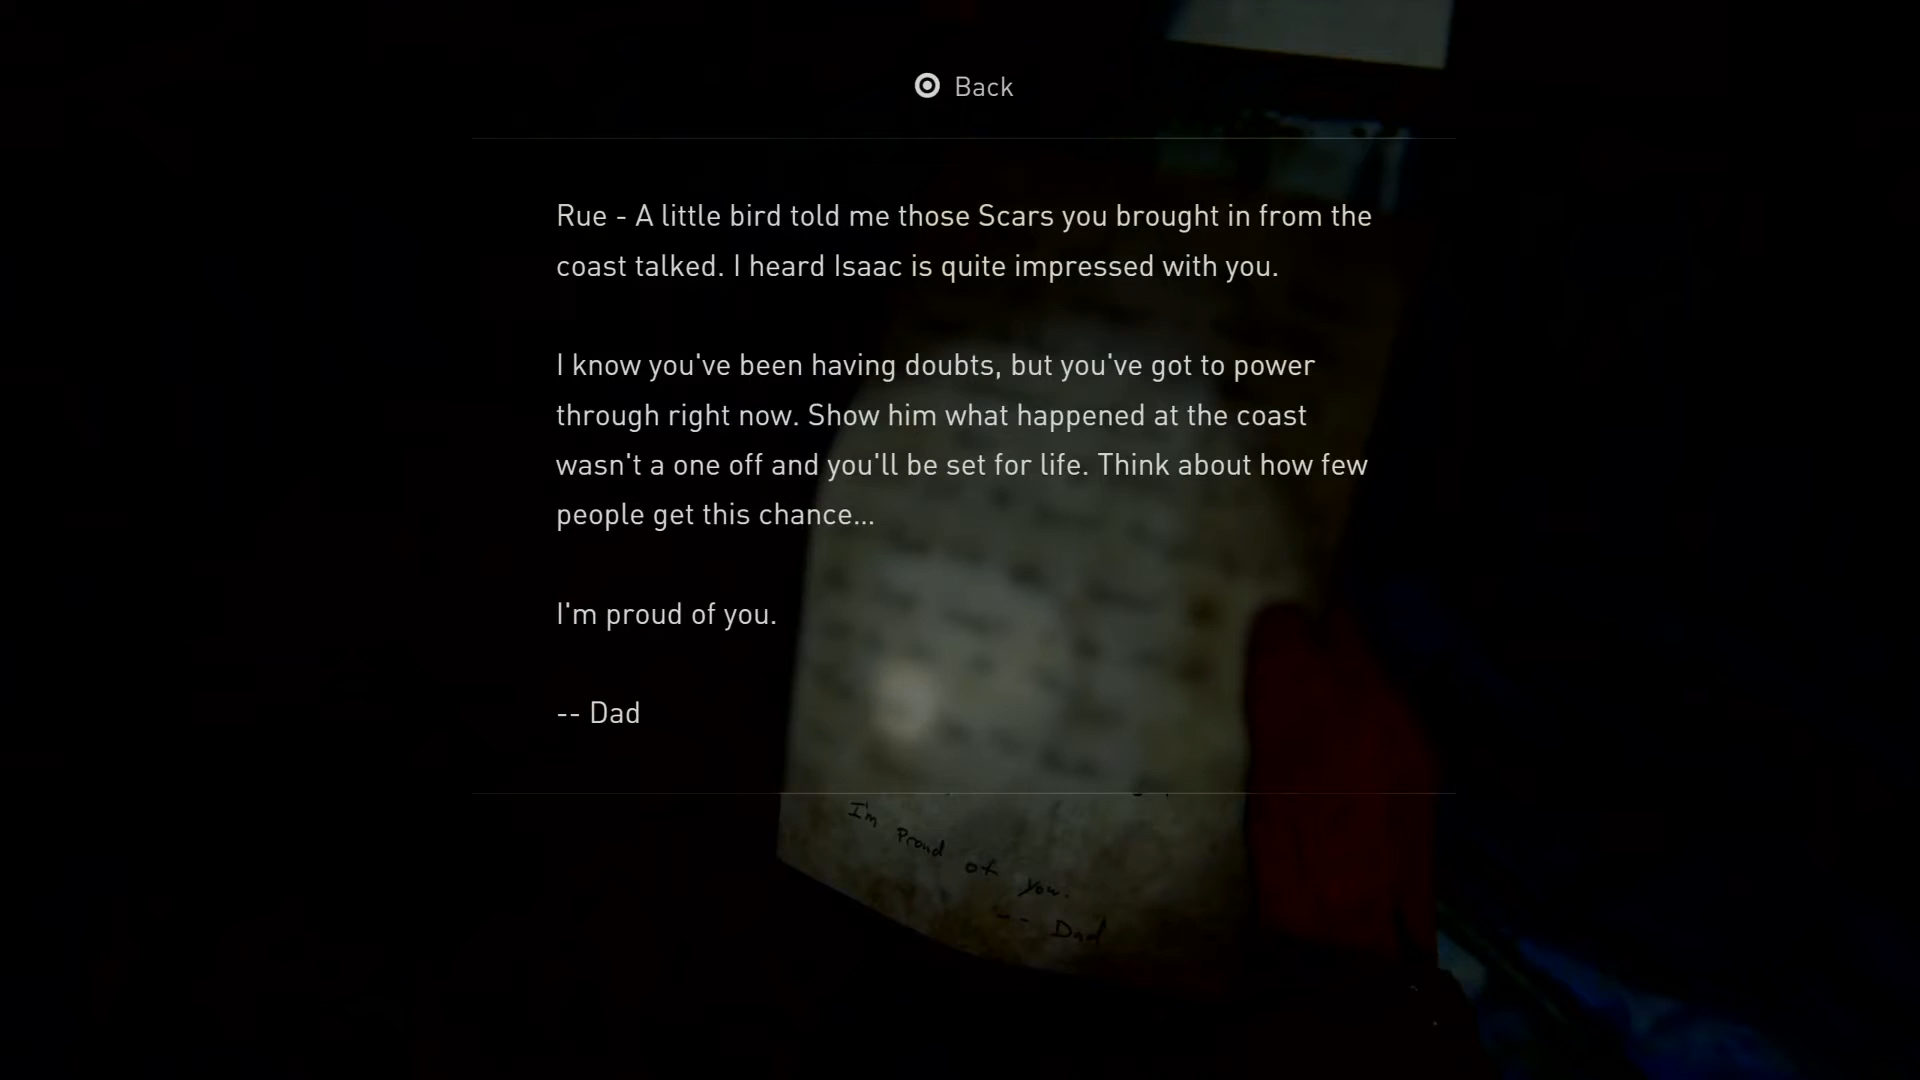 Back
Rue - A little bird told me those Scars you brought in from the
coast talked. I heard Isaac is quite impressed with you.
I know you've been having doubts, but you've got to power
through right now. Show him what happened at the coast
wasn't a one off and you'll be set for life. Think about how few
people get this chance...
I'm proud of you.
-- Dad
I'm Proud of you.
-- Dad